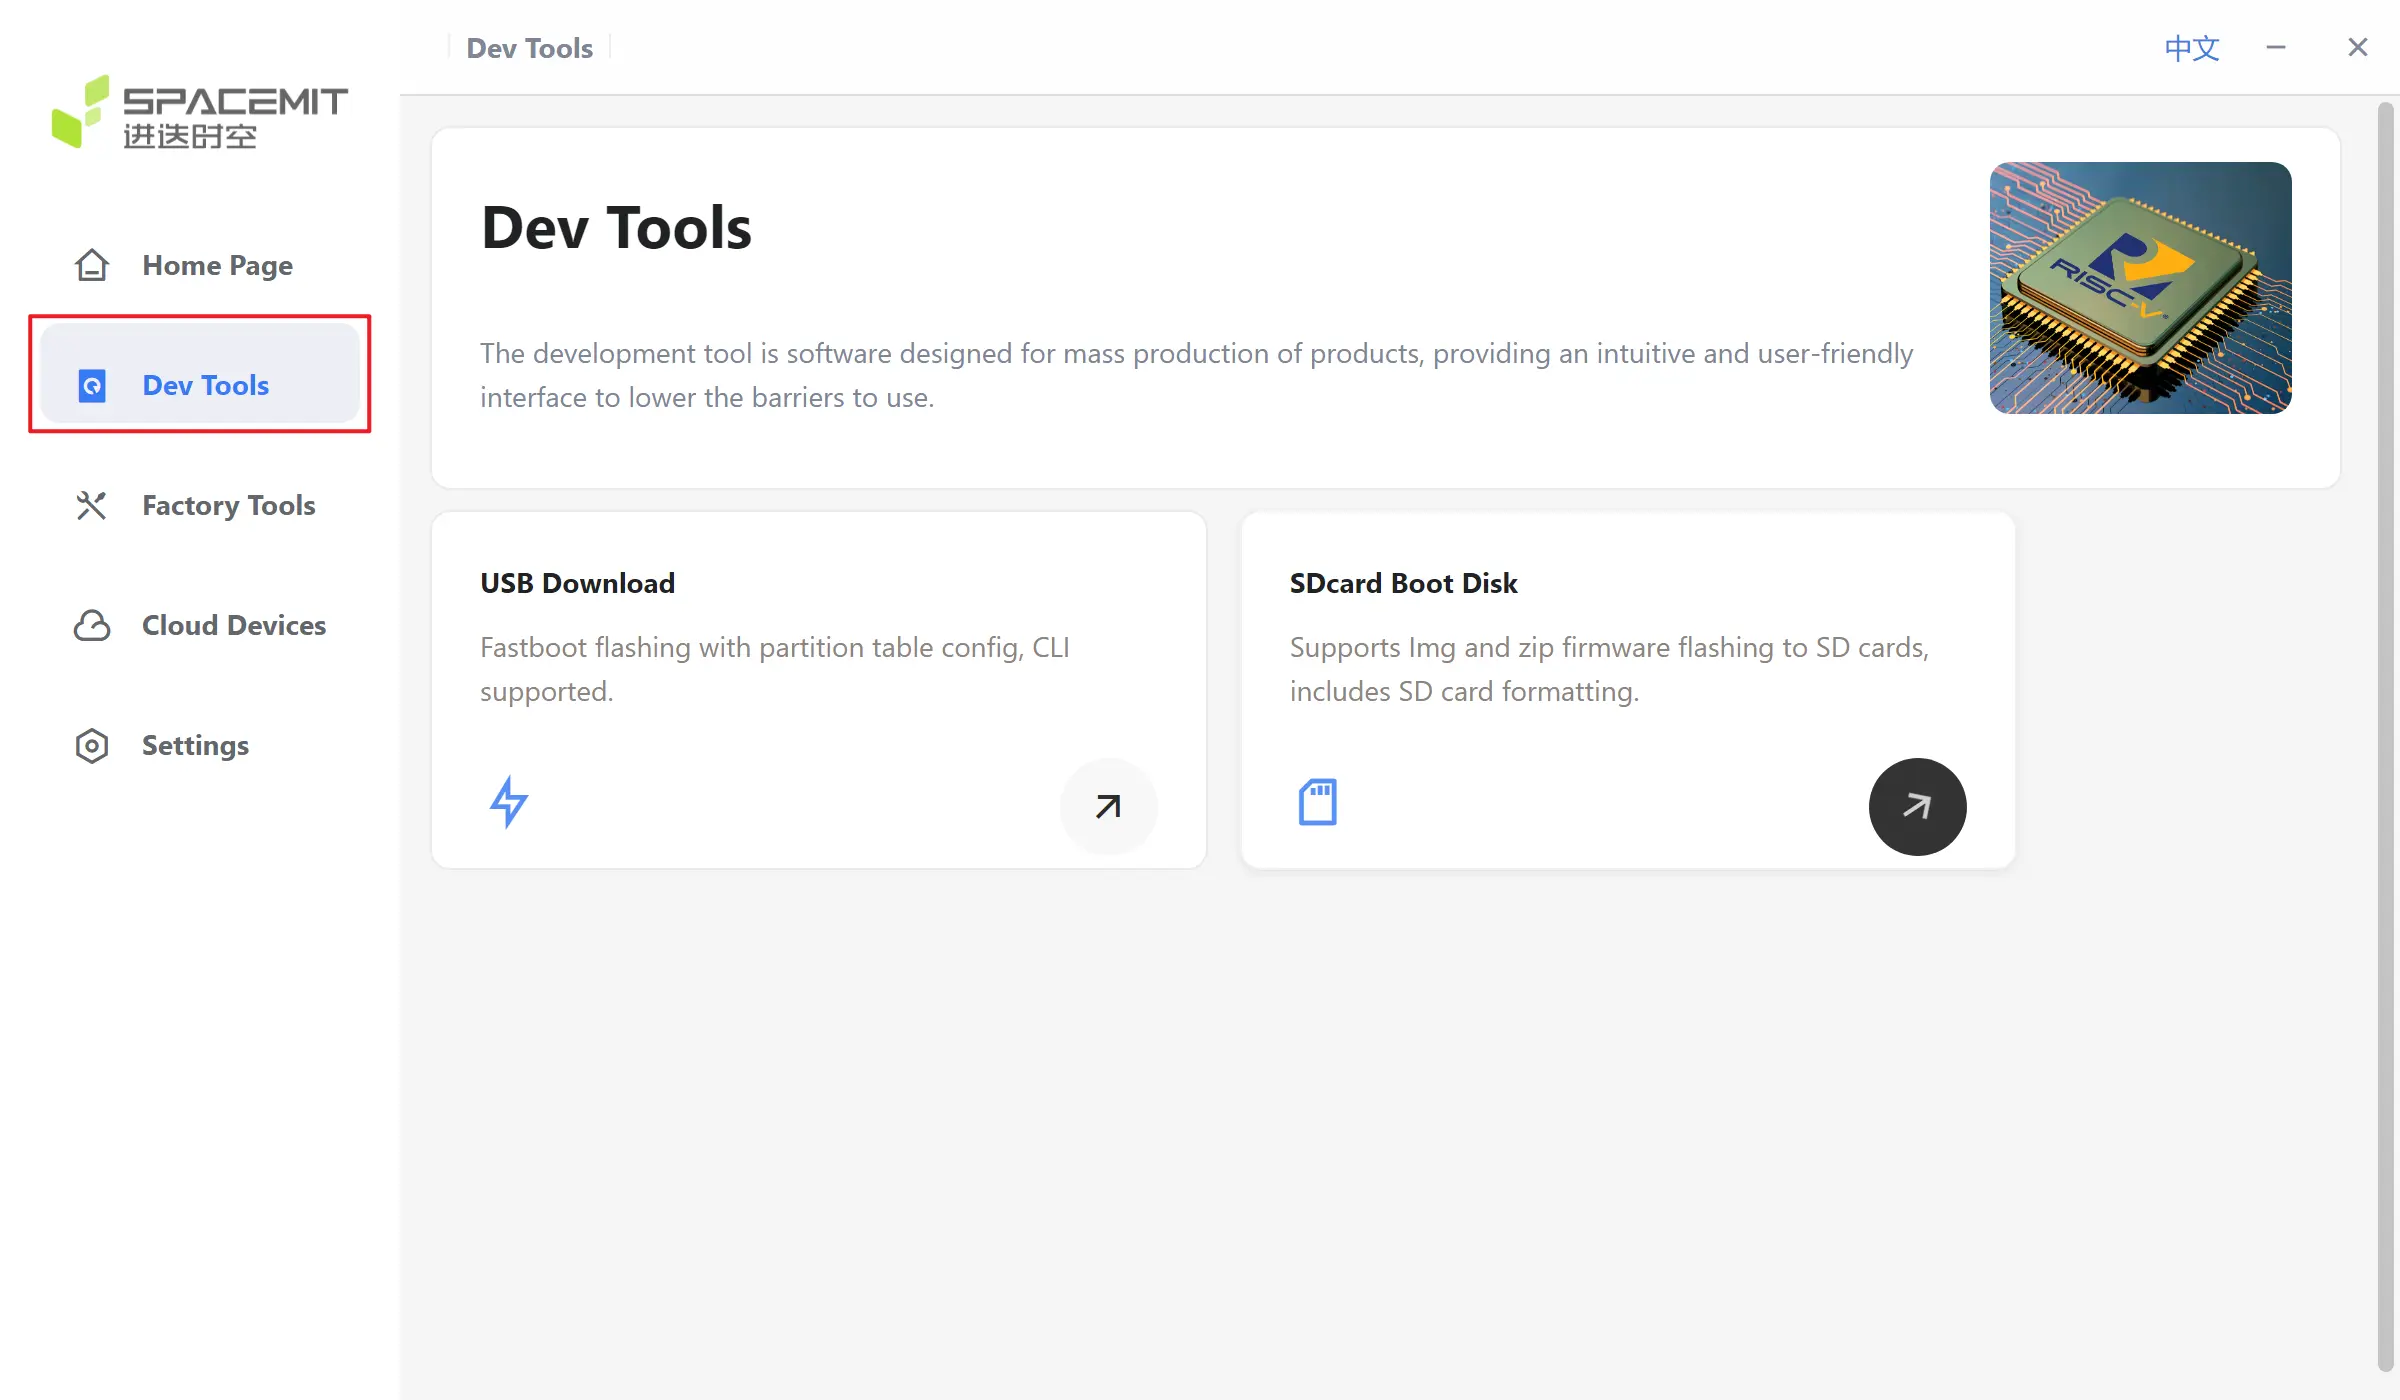 SPACEMIT
进迭时空
Home Page
Dev Tools
Factory Tools
Cloud Devices
Settings
Dev Tools
中文
Dev Tools
The development tool is software designed for mass production of products, providing an intuitive and user-friendly
interface to lower the barriers to use.
RISC-V
USB Download
Fastboot flashing with partition table config, CLI
supported.
SDcard Boot Disk
Supports Img and zip firmware flashing to SD cards,
includes SD card formatting.